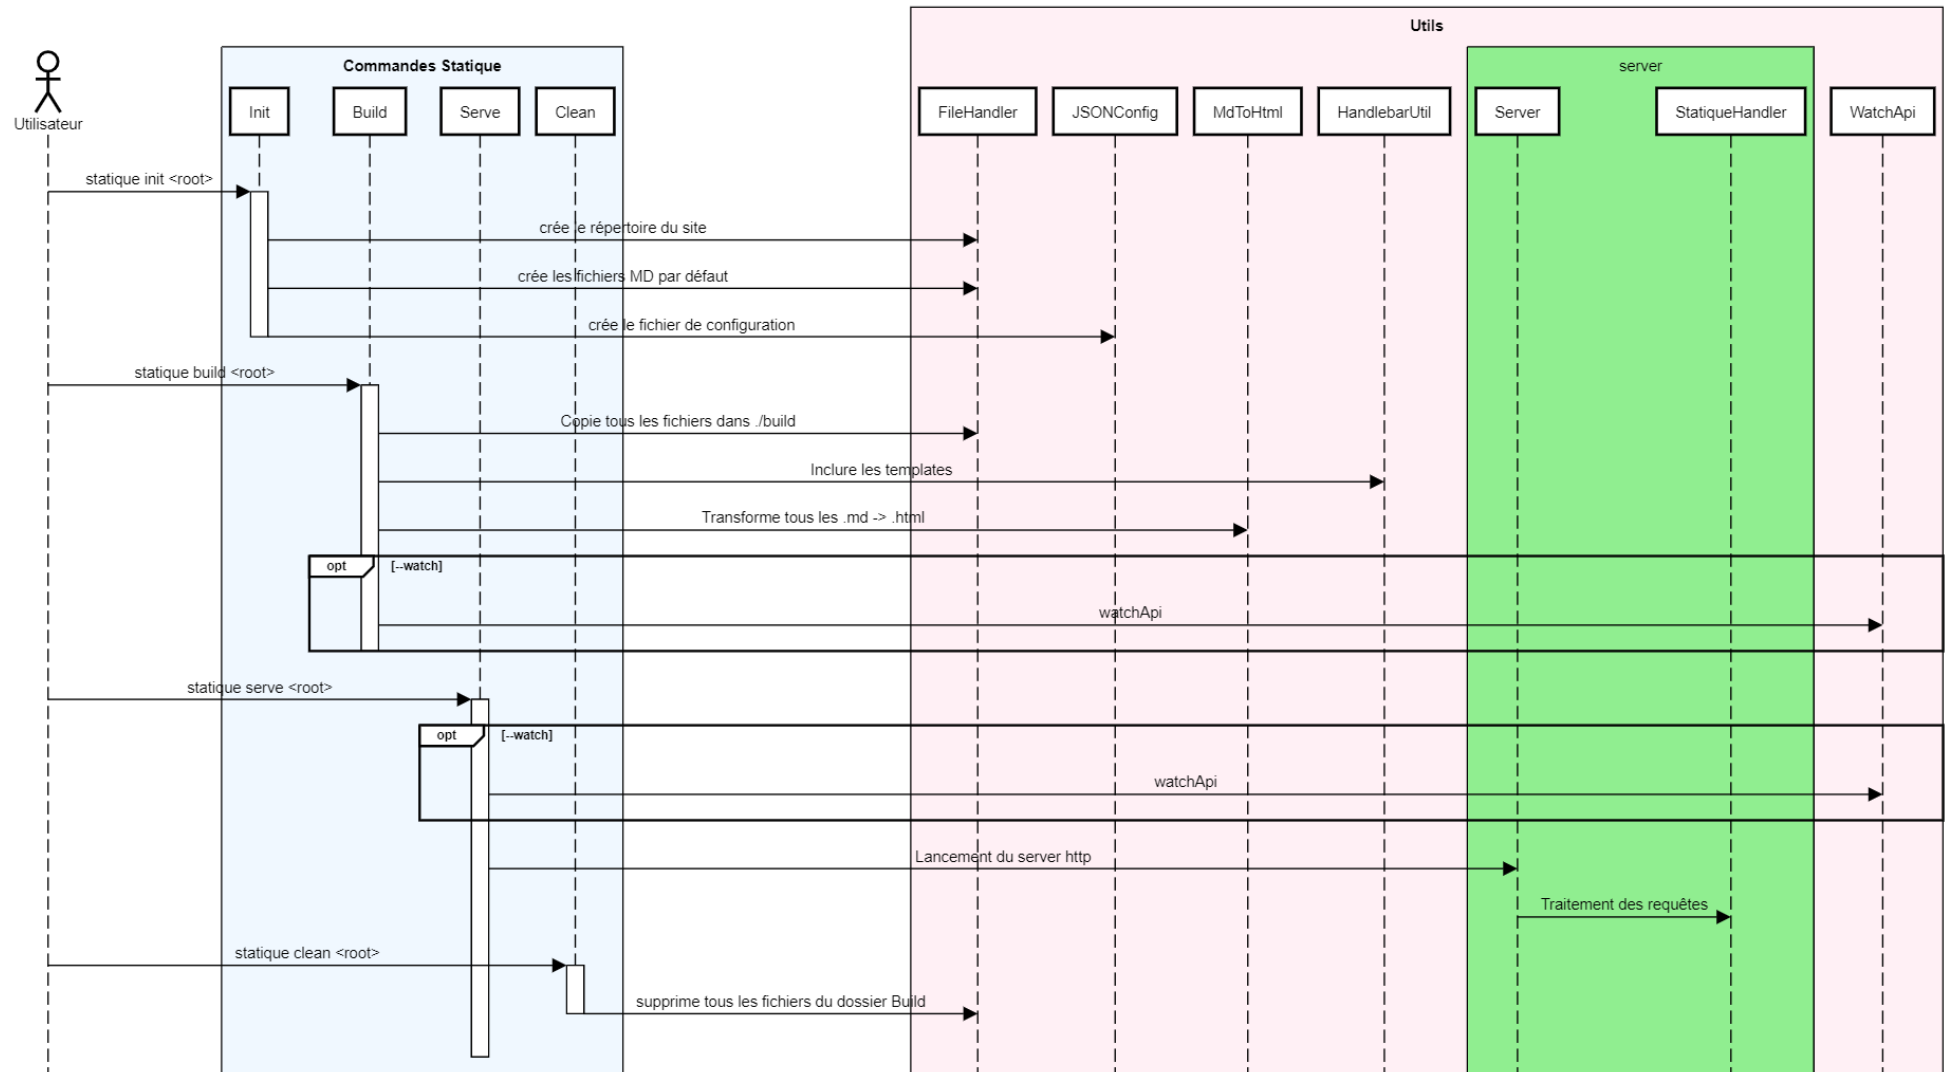 Utils
Commandes Statique
server
Utilisateur
Init
Build
Serve
Clean
FileHandler
JSONConfig
MdToHtml
HandlebarUtil
Server
StatiqueHandler
WatchApi
statique init <root>
crée le répertoire du site
crée les fichiers MD par défaut
crée le fichier de configuration
statique build <root>
Copie tous les fichiers dans ./build
Inclure les templates
Transforme tous les .md -> .html
opt
[--watch]
watchApi
statique serve <root>
opt
[--watch]
watchApi
Lancement du server http
Traitement des requêtes
statique clean <root>
supprime tous les fichiers du dossier Build